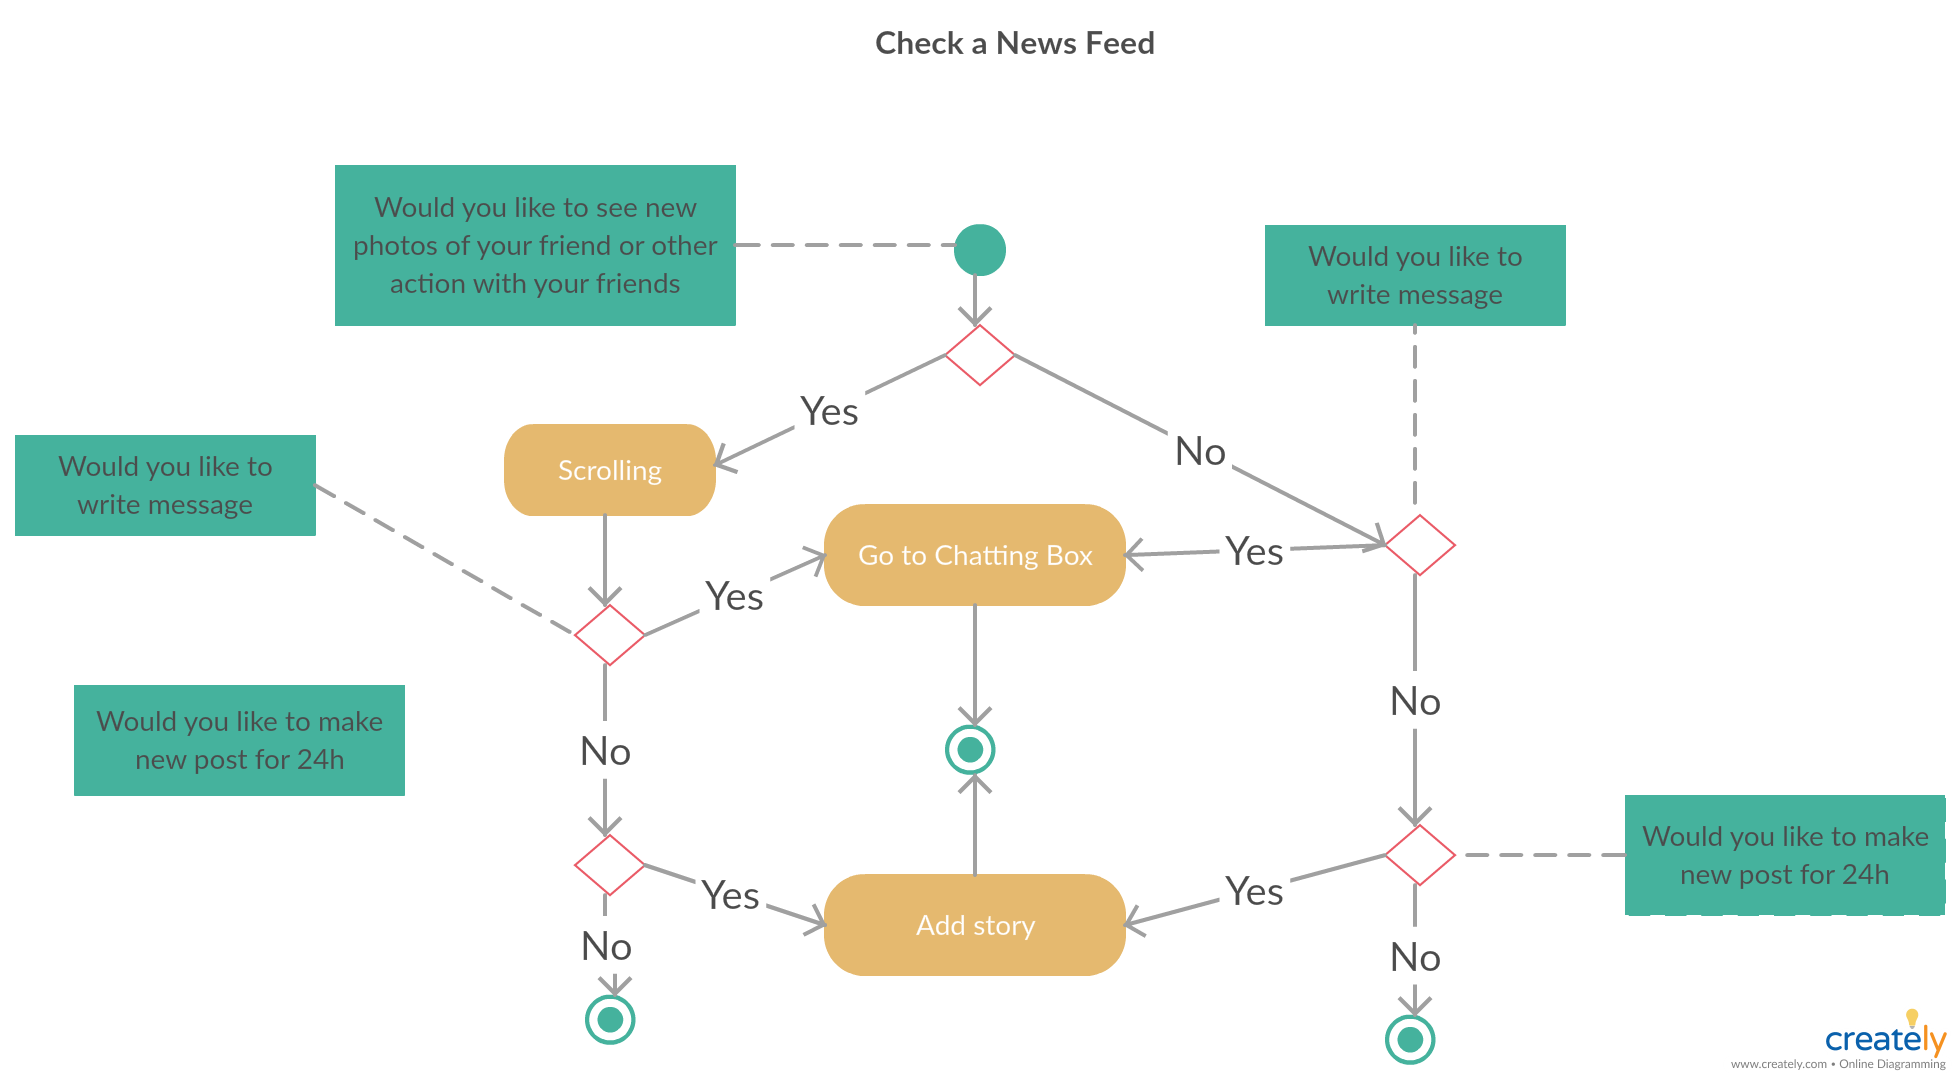 Check a News Feed
Would you like to see new
photos of your friend or other
action with your friends
Would you like to
write message
Yes
No
Scrolling
Would you like to
write message
Go to Chatting Box
Yes
Yes
Would you like to make
new post for 24h
No
No
Would you like to make
new post for 24h
Yes
Add story
Yes
No
No
creately
www.creately.com • Online Diagramming